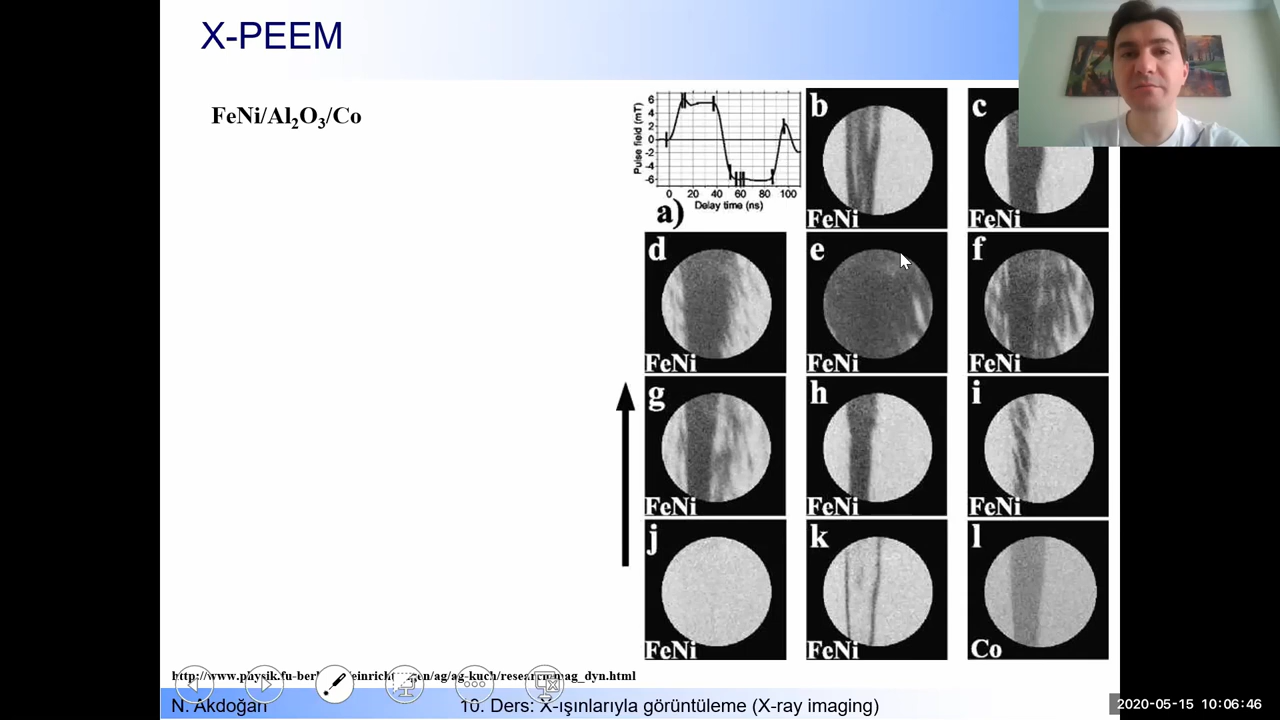 X-PEEM
FeNi/Al₂O₃/Co
Pulse field (mT)
6
4
2
0
-2
-4
-6
0 20 40 60 80 100
Delay time (ns)
a)
b
FeNi
c
FeNi
d
FeNi
e
FeNi
f
FeNi
g
FeNi
h
FeNi
i
FeNi
j
FeNi
k
FeNi
l
Co
N. Akdoğan
10. Ders: X-ışınlarıyla görüntüleme (X-ray imaging)
2020-05-15 10:06:46